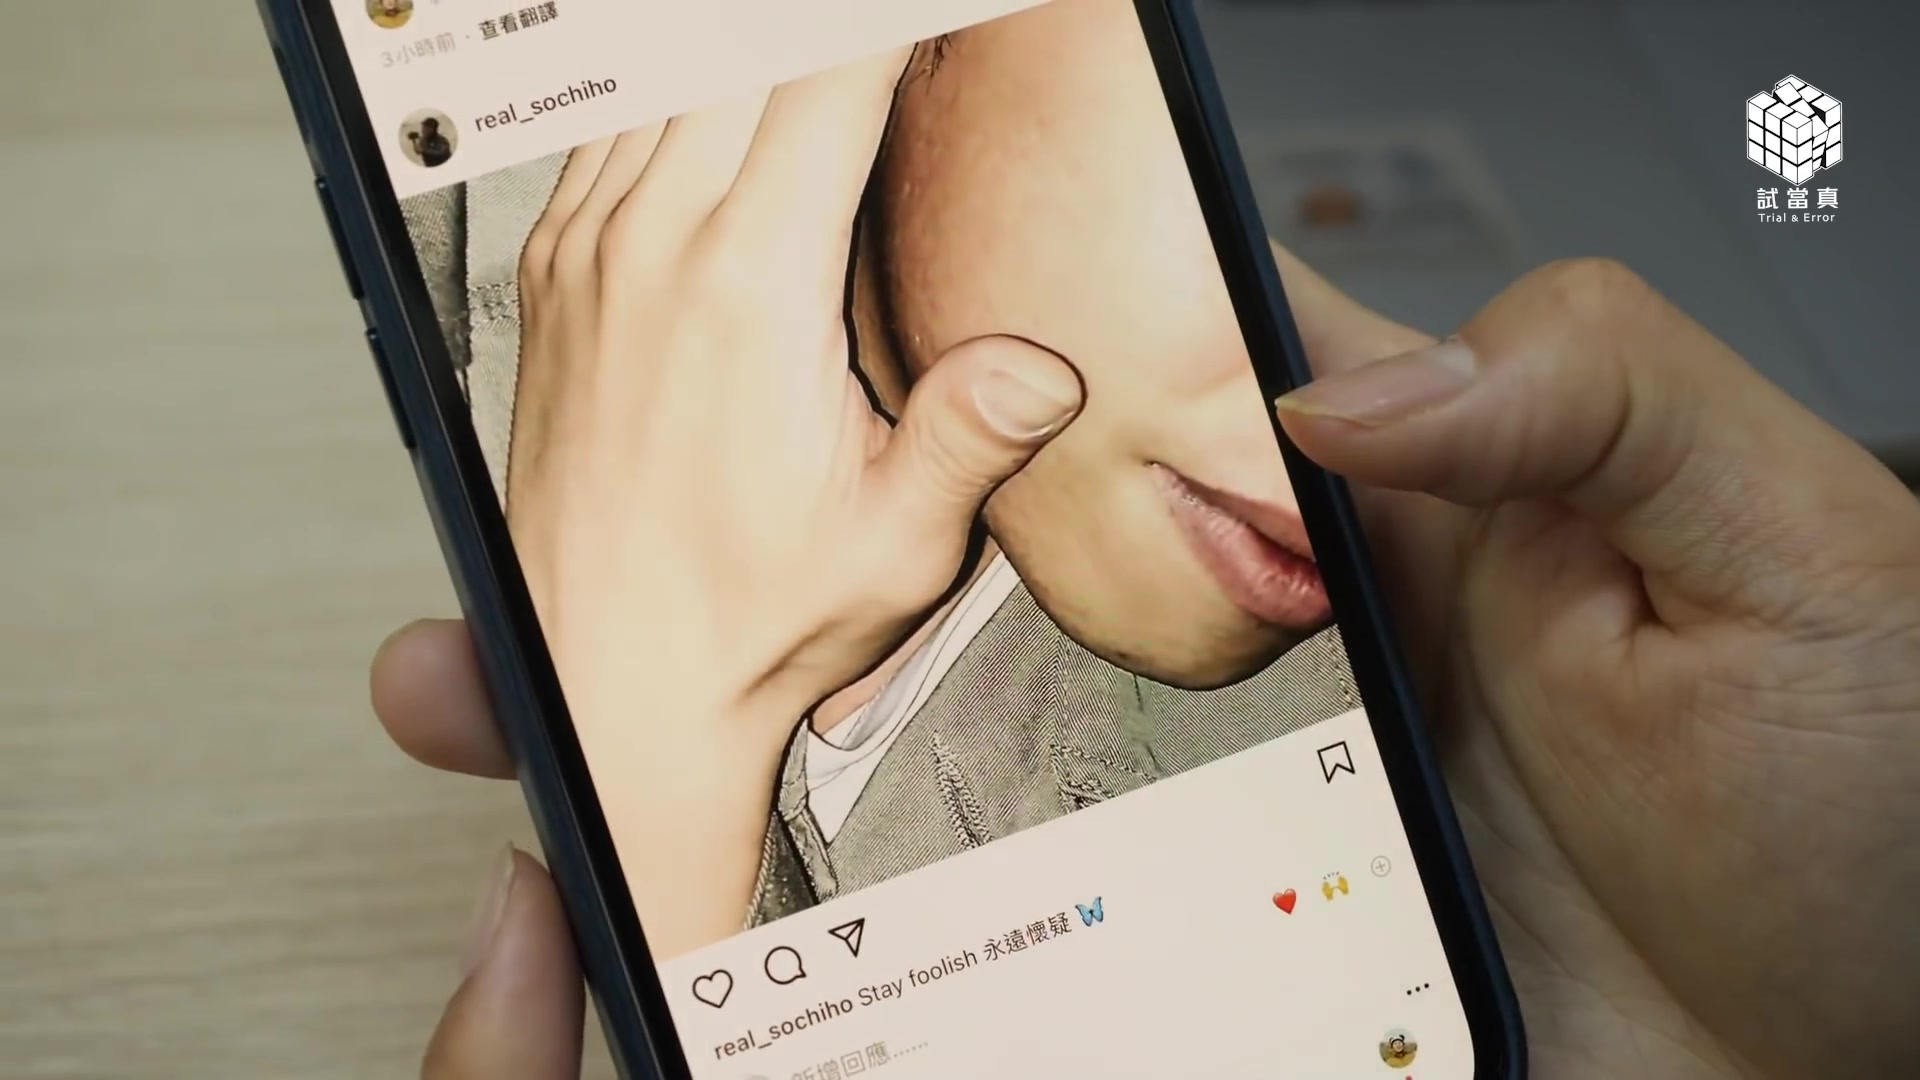 3小時前 · 查看翻譯
real_sochiho
試當真
Trial & Error
real_sochiho Stay foolish 永遠懷疑🦋
新增回應......